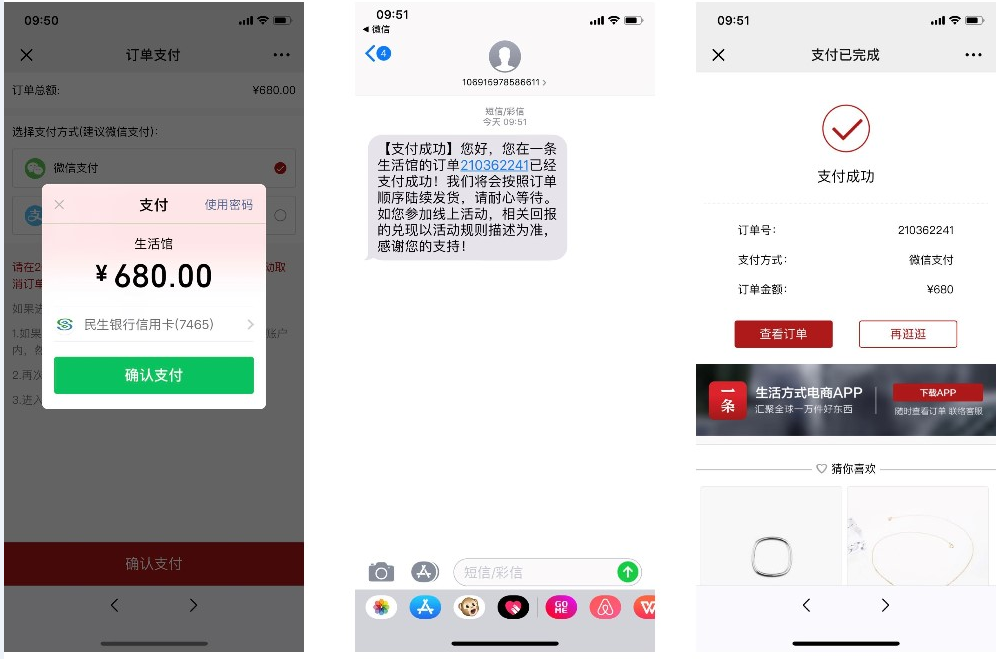 09:50
订单支付
订单总额:
¥680.00
选择支付方式(建议微信支付):
微信支付
支付
使用密码
生活馆
¥680.00
民生银行信用卡(7465)
确认支付
请在2
动取
消订单
如果
1.如果
账户
内,
2.再次
3.进入
确认支付
09:51
微信
4
106916978586611
短信/彩信
今天 09:51
【支付成功】您好，您在一条
生活馆的订单210362241已经
支付成功！我们将会按照订单
顺序陆续发货，请耐心等待。
如您参加线上活动，相关回报
的兑现以活动规则描述为准，
感谢您的支持！
短信/彩信
GO
ME
09:51
支付已完成
支付成功
订单号：
210362241
支付方式：
微信支付
订单金额：
¥680
查看订单
再逛逛
一条
生活方式电商APP
汇聚全球一万件好东西
下载APP
随时查看订单 联络客服
猜你喜欢